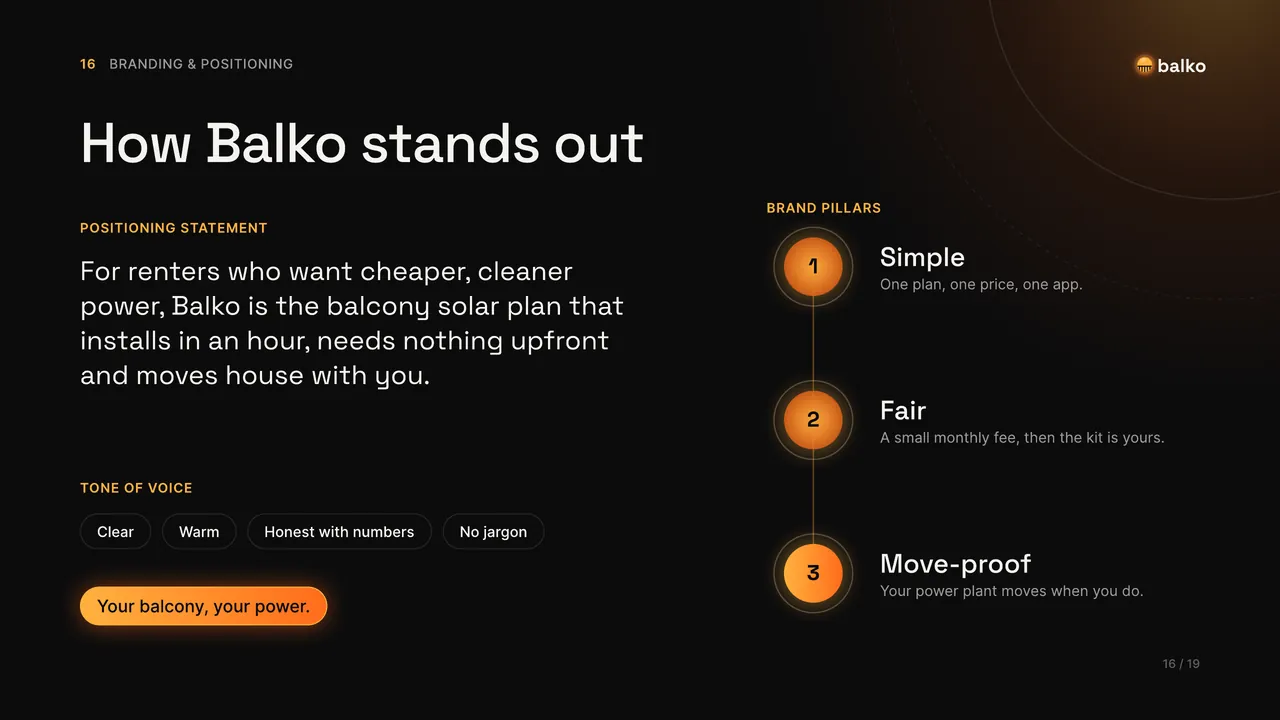 16 BRANDING & POSITIONING
balko
How Balko stands out
POSITIONING STATEMENT
For renters who want cheaper, cleaner
power, Balko is the balcony solar plan that
installs in an hour, needs nothing upfront
and moves house with you.
TONE OF VOICE
Clear
Warm
Honest with numbers
No jargon
Your balcony, your power.
BRAND PILLARS
1
Simple
One plan, one price, one app.
2
Fair
A small monthly fee, then the kit is yours.
3
Move-proof
Your power plant moves when you do.
16 / 19